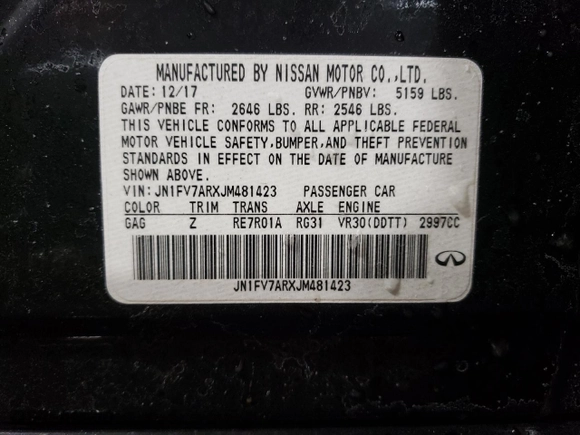 MANUFACTURED BY NISSAN MOTOR CO.,LTD.
DATE: 12/17 GVWR/PNBV: 5159 LBS.
GAWR/PNBE FR: 2646 LBS. RR: 2546 LBS.
THIS VEHICLE CONFORMS TO ALL APPLICABLE FEDERAL
MOTOR VEHICLE SAFETY,BUMPER,AND THEFT PREVENTION
STANDARDS IN EFFECT ON THE DATE OF MANUFACTURE
SHOWN ABOVE.
VIN: JN1FV7ARXJM481423 PASSENGER CAR
COLOR TRIM TRANS AXLE ENGINE
GAG Z RE7R01A RG31 VR30(DDTT) 2997CC
JN1FV7ARXJM481423